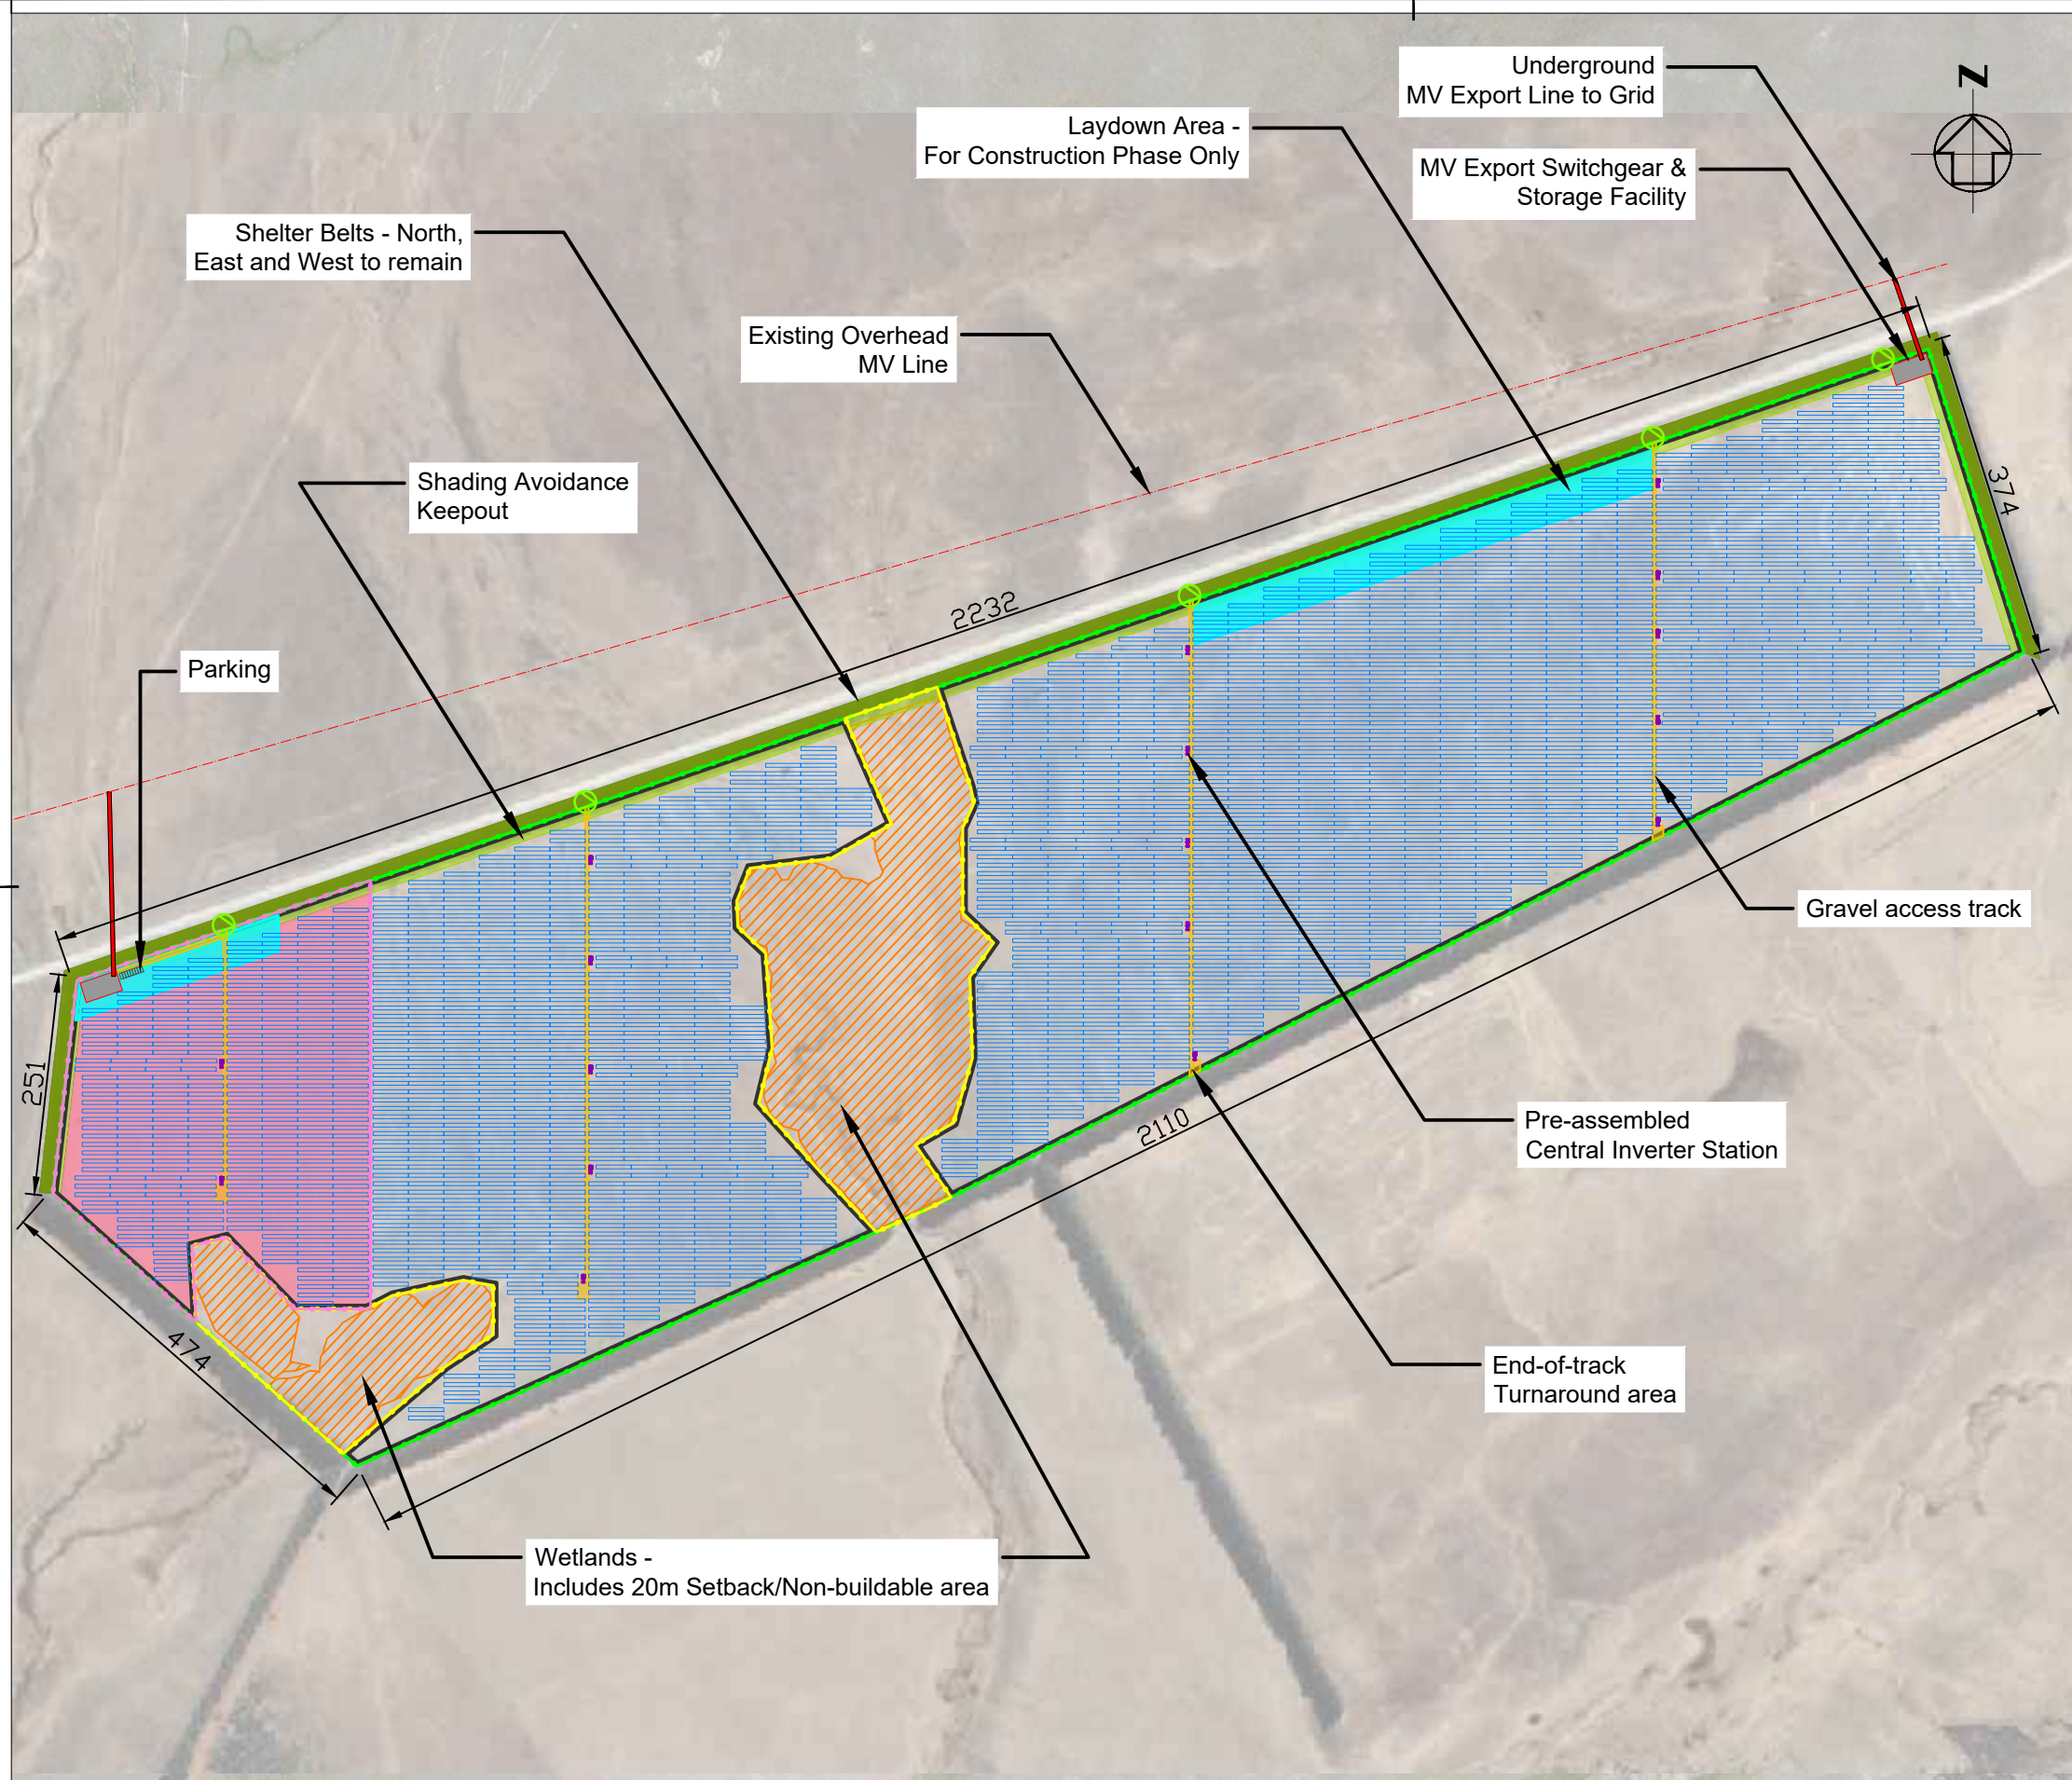 Underground
MV Export Line to Grid
N
Laydown Area -
For Construction Phase Only
MV Export Switchgear &
Storage Facility
Shelter Belts - North,
East and West to remain
Existing Overhead
MV Line
Shading Avoidance
Keepout
374
2232
Parking
Gravel access track
251
2110
Pre-assembled
Central Inverter Station
474
End-of-track
Turnaround area
Wetlands -
Includes 20m Setback/Non-buildable area